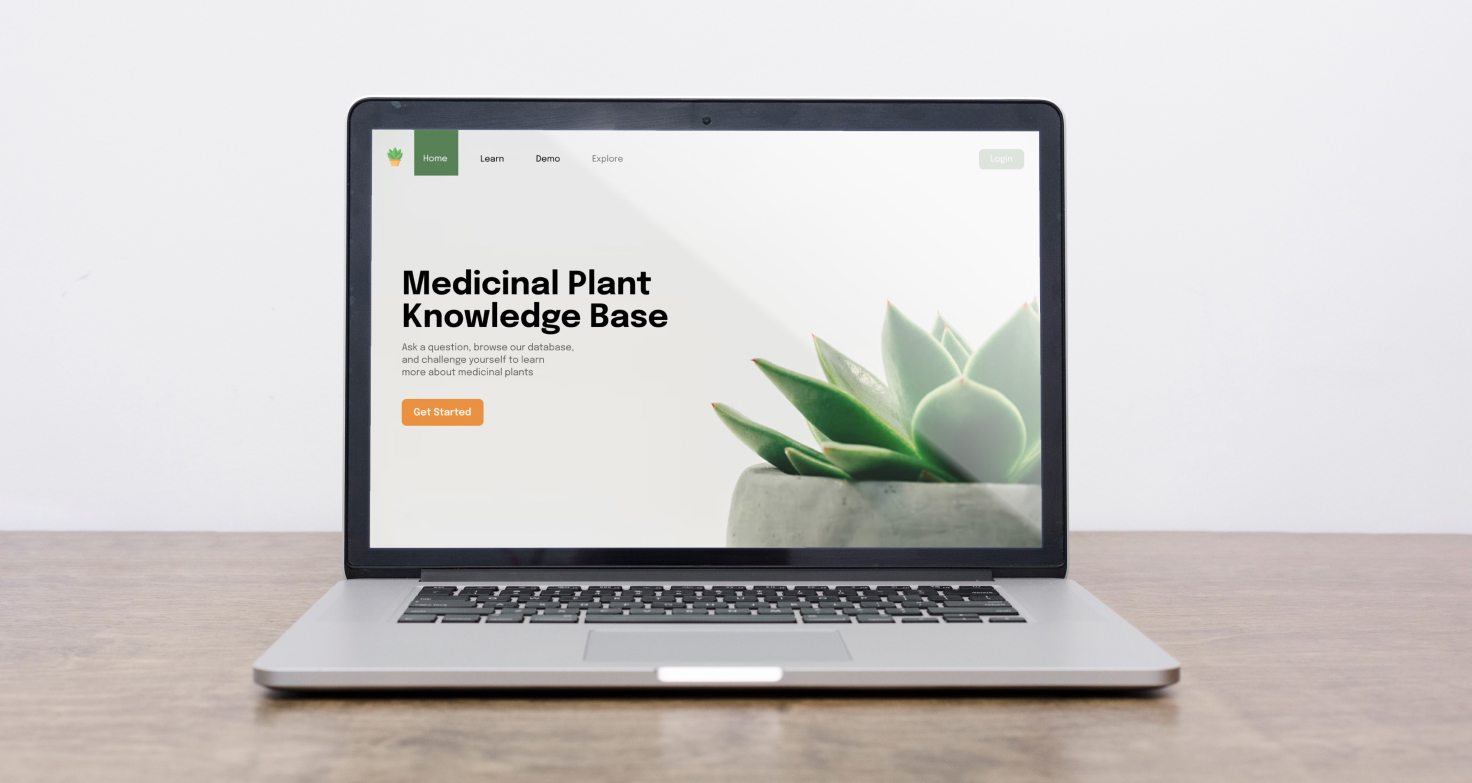 Home
Learn
Demo
Explore
Login
Medicinal Plant
Knowledge Base
Ask a question, browse our database,
and challenge yourself to learn
more about medicinal plants
Get Started